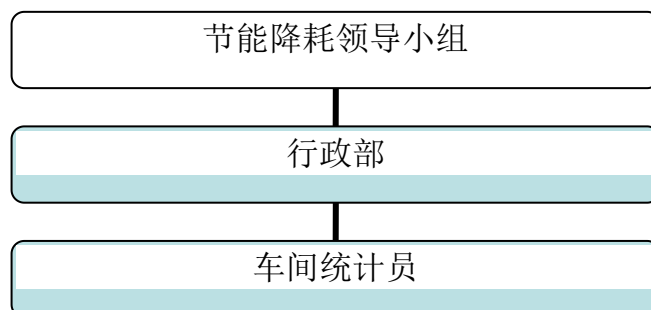 节能降耗领导小组
行政部
车间统计员